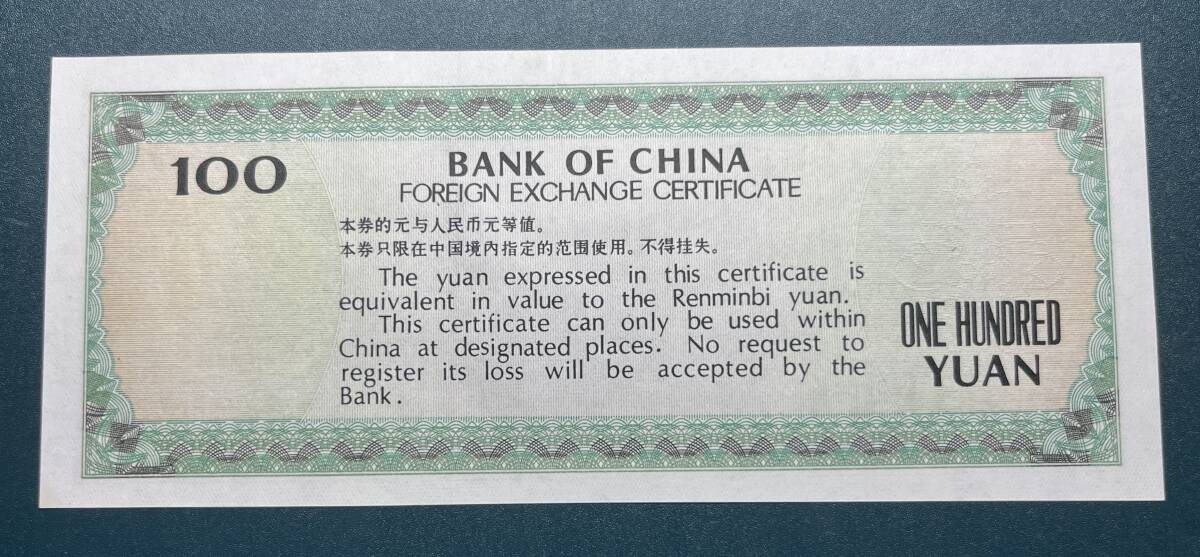 100
BANK OF CHINA
FOREIGN EXCHANGE CERTIFICATE
本券的元与人民币元等值。
本券只限在中国境内指定的范围使用。不得挂失。
The yuan expressed in this certificate is
equivalent in value to the Renminbi yuan.
This certificate can only be used within
China at designated places. No request to
register its loss will be accepted by the
Bank.
ONE HUNDRED
YUAN